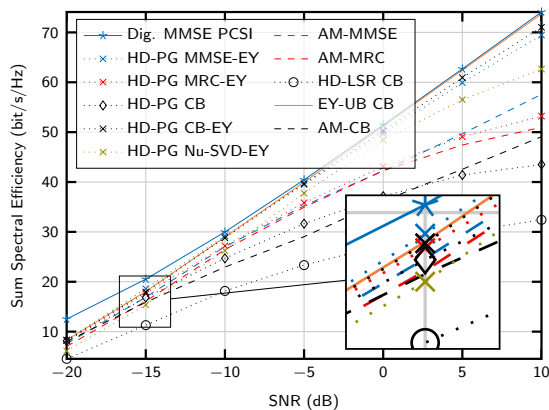 Dig. MMSE PCSI
HD-PG MMSE-EY
HD-PG MRC-EY
HD-PG CB
HD-PG CB-EY
HD-PG Nu-SVD-EY
AM-MMSE
AM-MRC
HD-LSR CB
EY-UB CB
AM-CB
Sum Spectral Efficiency (bit/s/Hz)
70
60
50
40
30
20
10
−20
−15
−10
−5
0
5
10
SNR (dB)